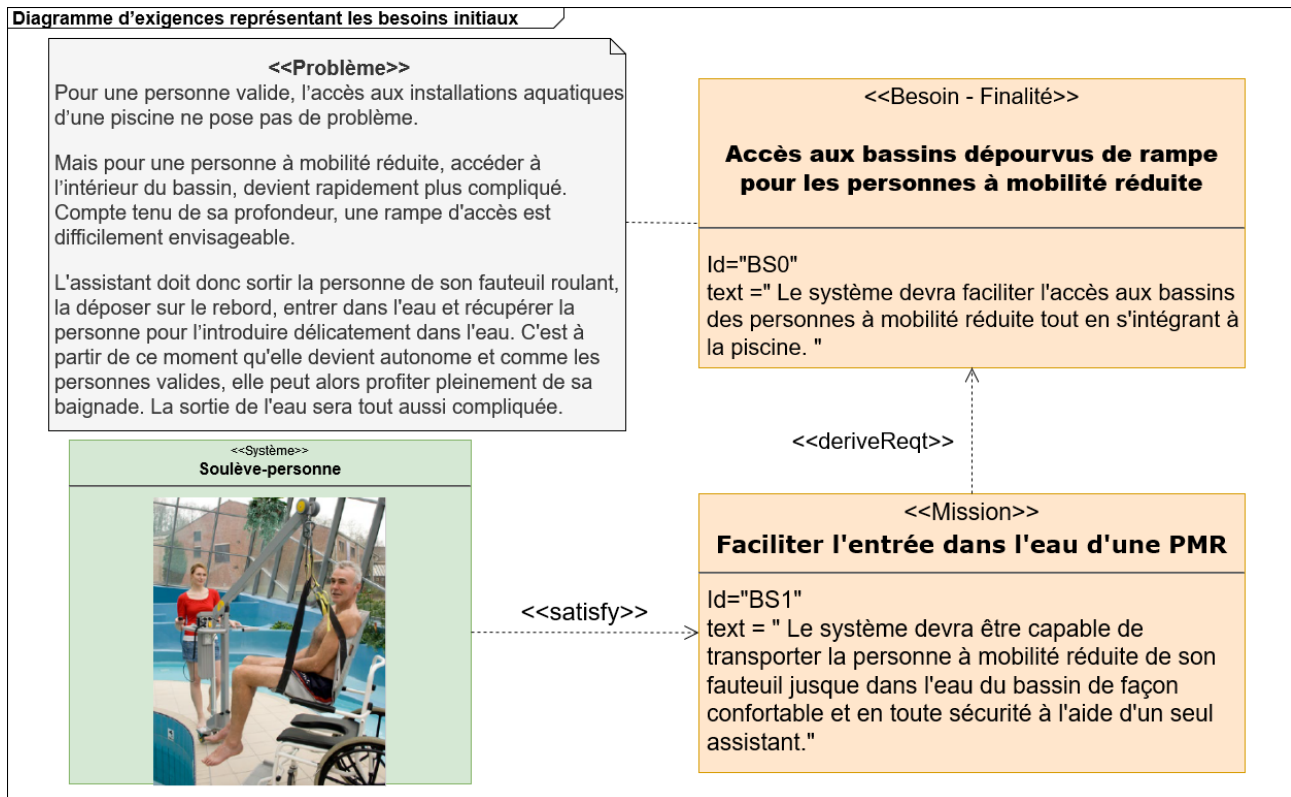 Diagramme d'exigences représentant les besoins initiaux
<<Problème>>
Pour une personne valide, l'accès aux installations aquatiques
d'une piscine ne pose pas de problème.
Mais pour une personne à mobilité réduite, accéder à
l'intérieur du bassin, devient rapidement plus compliqué.
Compte tenu de sa profondeur, une rampe d'accès est
difficilement envisageable.
L'assistant doit donc sortir la personne de son fauteuil roulant,
la déposer sur le rebord, entrer dans l'eau et récupérer la
personne pour l'introduire délicatement dans l'eau. C'est à
partir de ce moment qu'elle devient autonome et comme les
personnes valides, elle peut alors profiter pleinement de sa
baignade. La sortie de l'eau sera tout aussi compliquée.
<<Besoin - Finalité>>
Accès aux bassins dépourvus de rampe
pour les personnes à mobilité réduite
Id="BS0"
text =" Le système devra faciliter l'accès aux bassins
des personnes à mobilité réduite tout en s'intégrant à
la piscine. "
<<deriveReqt>>
<<Système>>
Soulève-personne
<<satisfy>>
<<Mission>>
Faciliter l'entrée dans l'eau d'une PMR
Id="BS1"
text = " Le système devra être capable de
transporter la personne à mobilité réduite de son
fauteuil jusque dans l'eau du bassin de façon
confortable et en toute sécurité à l'aide d'un seul
assistant."